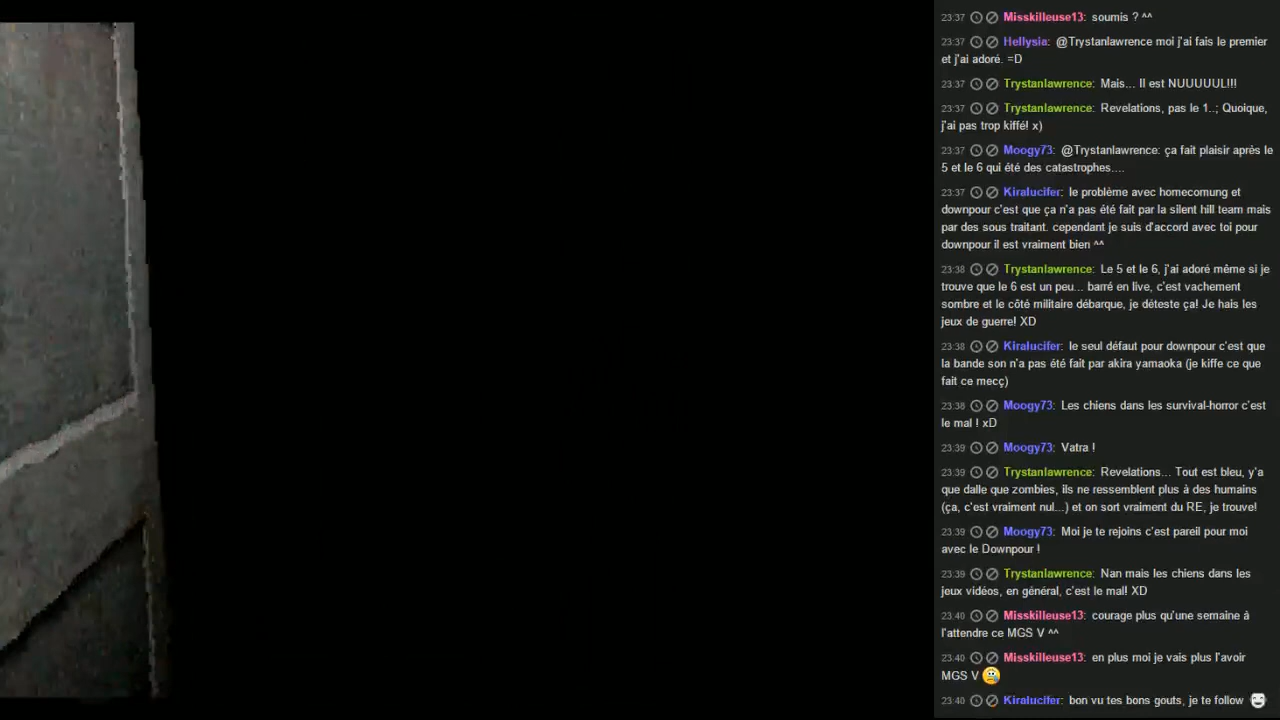 23:37 Misskilleuse13: soumis ? ^^
23:37 Hellysia: @Trystanlawrence moi j'ai fais le premier
et j'ai adoré. =D
23:37 Trystanlawrence: Mais... Il est NUUUUUL!!!
23:37 Trystanlawrence: Revelations, pas le 1..; Quoique,
j'ai pas trop kiffé! x)
23:37 Moogy73: @Trystanlawrence: ça fait plaisir après le
5 et le 6 qui été des catastrophes....
23:37 Kiralucifer: le problème avec homecomung et
downpour c'est que ça n'a pas été fait par la silent hill team mais
par des sous traitant. cependant je suis d'accord avec toi pour
downpour il est vraiment bien ^^
23:38 Trystanlawrence: Le 5 et le 6, j'ai adoré même si je
trouve que le 6 est un peu... barré en live, c'est vachement
sombre et le côté militaire débarque, je déteste ça! Je hais les
jeux de guerre! XD
23:38 Kiralucifer: le seul défaut pour downpour c'est que
la bande son n'a pas été fait par akira yamaoka (je kiffe ce que
fait ce mecç)
23:38 Moogy73: Les chiens dans les survival-horror c'est
le mal ! xD
23:39 Moogy73: Vatra !
23:39 Trystanlawrence: Revelations... Tout est bleu, y'a
que dalle que zombies, ils ne ressemblent plus à des humains
(ça, c'est vraiment nul...) et on sort vraiment du RE, je trouve!
23:39 Moogy73: Moi je te rejoins c'est pareil pour moi
avec le Downpour !
23:39 Trystanlawrence: Nan mais les chiens dans les
jeux vidéos, en général, c'est le mal! XD
23:40 Misskilleuse13: courage plus qu'une semaine à
l'attendre ce MGS V ^^
23:40 Misskilleuse13: en plus moi je vais plus l'avoir
MGS V
23:40 Kiralucifer: bon vu tes bons gouts, je te follow